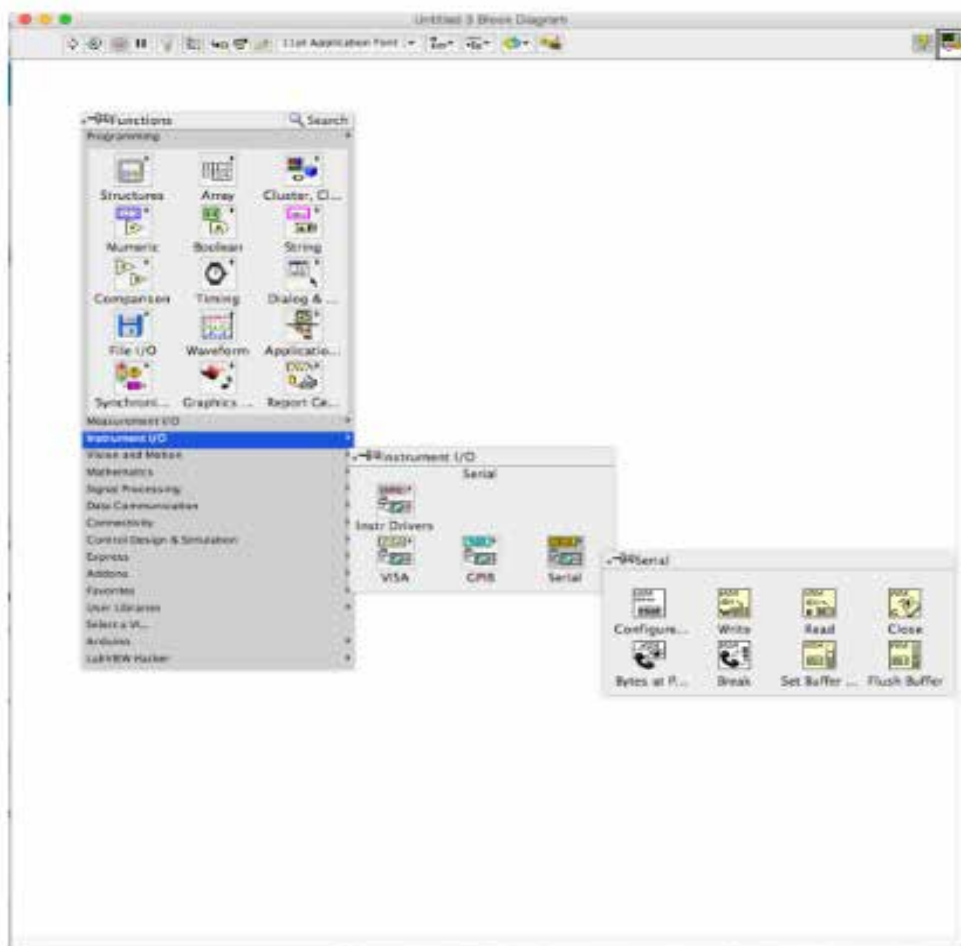 Untitled 3 Block Diagram
11pt Application Font
Functions Search
Programming
Structures Array Cluster, Cl...
Numeric Boolean String
Comparison Timing Dialog & ...
File I/O Waveform Applicatio...
Synchroni... Graphics ... Report Ge...
Measurement I/O
Instrument I/O
Vision and Motion
Mathematics
Signal Processing
Data Communication
Connectivity
Control Design & Simulation
Express
Addons
Favorites
User Libraries
Select a VI...
Arduino
LabVIEW Hacker
Instrument I/O
Serial
Instr Drivers
VISA GPIB Serial
Serial
Configure... Write Read Close
Bytes at P... Break Set Buffer ... Flush Buffer